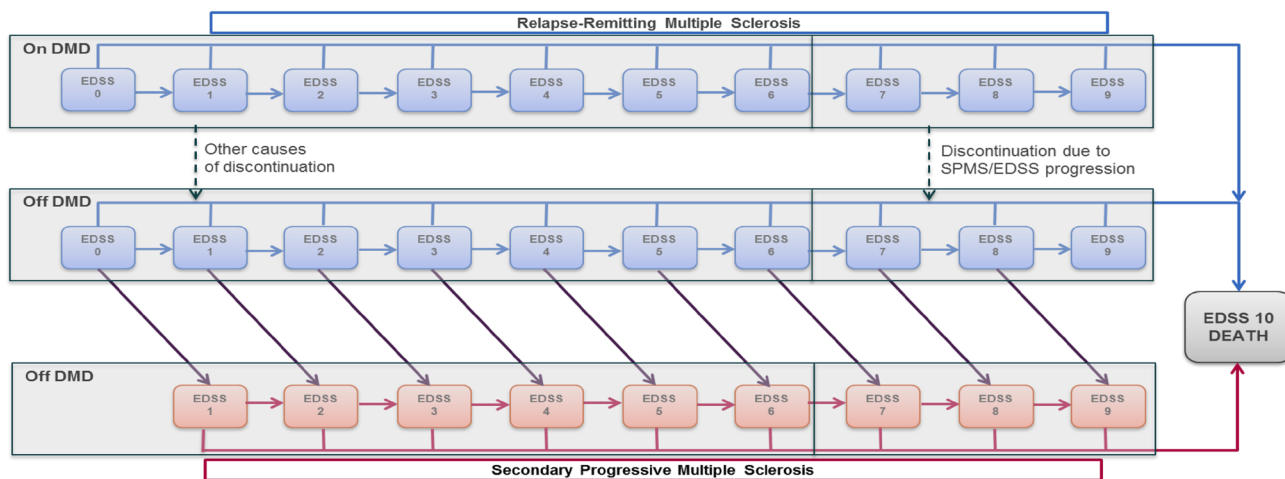 Relapse-Remitting Multiple Sclerosis
On DMD
EDSS
0
EDSS
1
EDSS
2
EDSS
3
EDSS
4
EDSS
5
EDSS
6
EDSS
7
EDSS
8
EDSS
9
Other causes
of discontinuation
Discontinuation due to
SPMS/EDSS progression
Off DMD
EDSS
0
EDSS
1
EDSS
2
EDSS
3
EDSS
4
EDSS
5
EDSS
6
EDSS
7
EDSS
8
EDSS
9
EDSS 10
DEATH
Off DMD
EDSS
1
EDSS
2
EDSS
3
EDSS
4
EDSS
5
EDSS
6
EDSS
7
EDSS
8
EDSS
9
Secondary Progressive Multiple Sclerosis